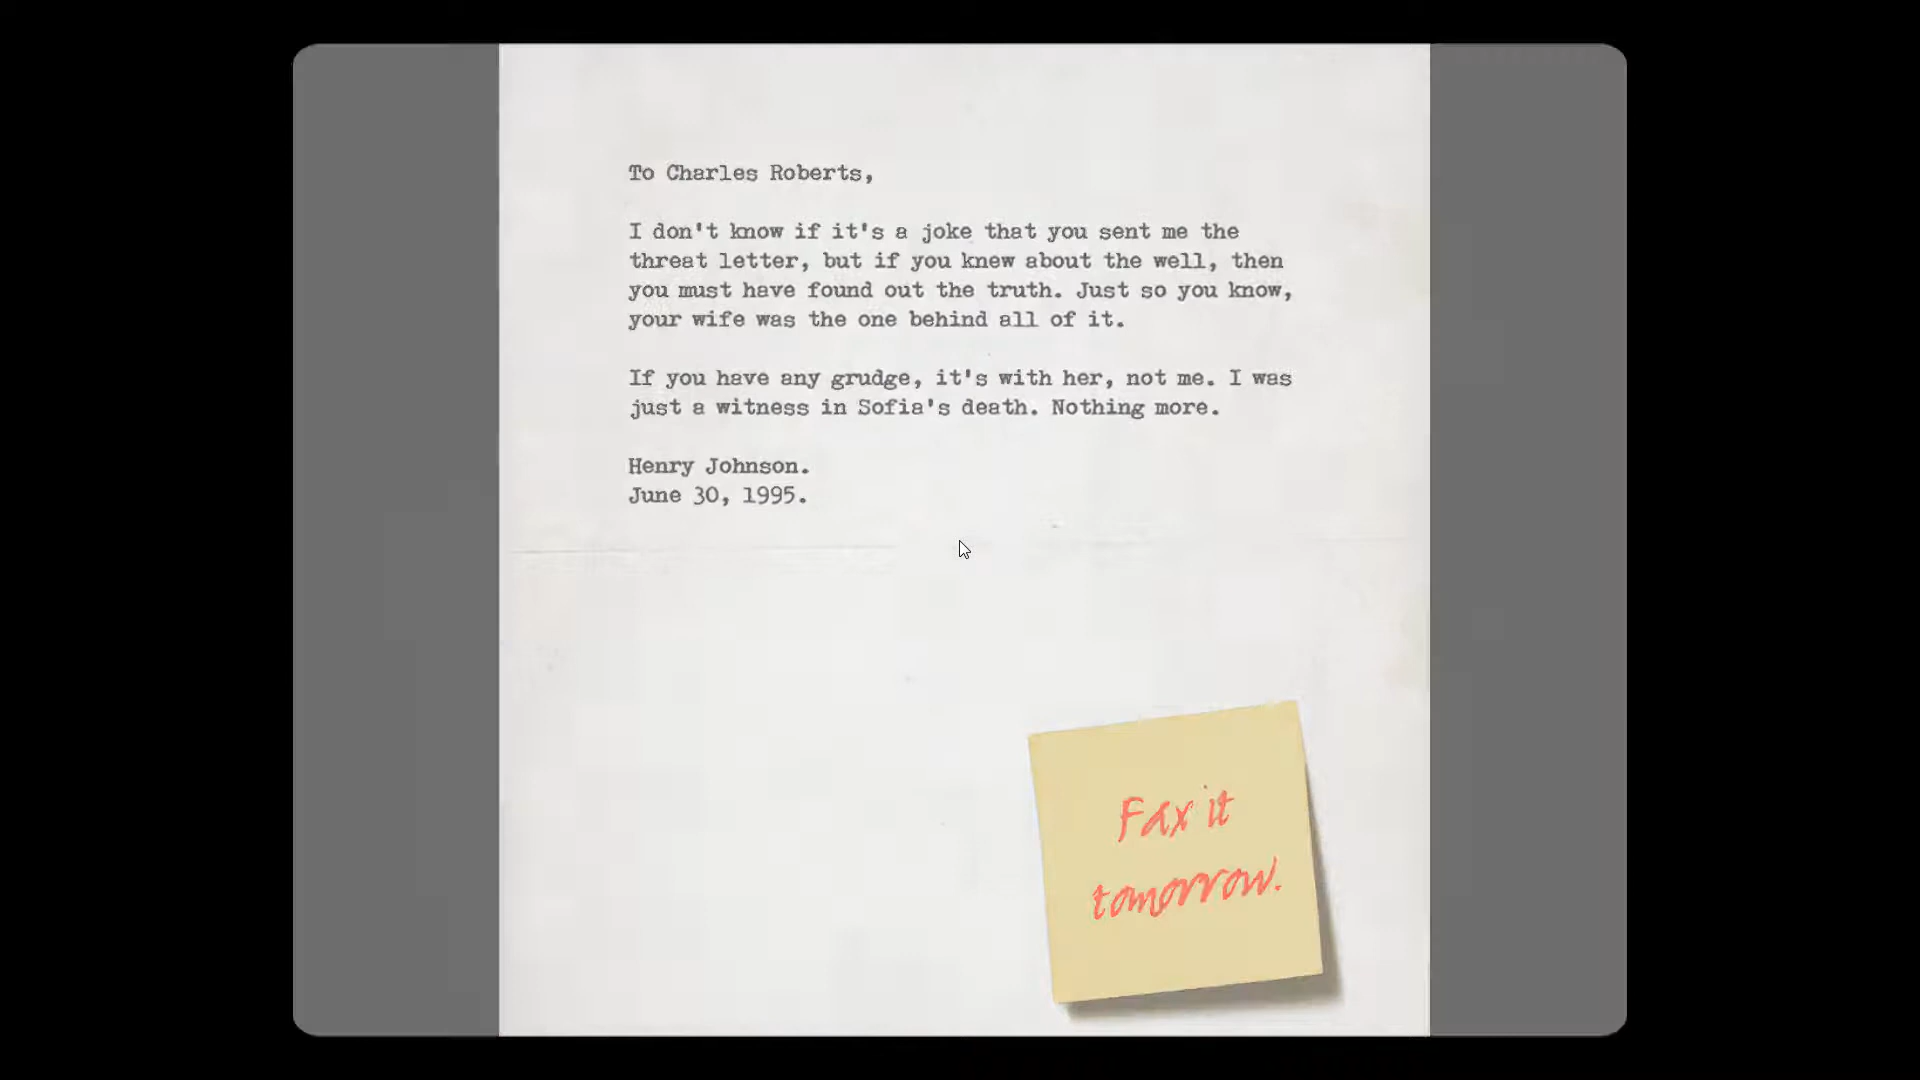 To Charles Roberts,
I don't know if it's a joke that you sent me the
threat letter, but if you knew about the well, then
you must have found out the truth. Just so you know,
your wife was the one behind all of it.
If you have any grudge, it's with her, not me. I was
just a witness in Sofia's death. Nothing more.
Henry Johnson.
June 30, 1995.
Fax it
tomorrow.